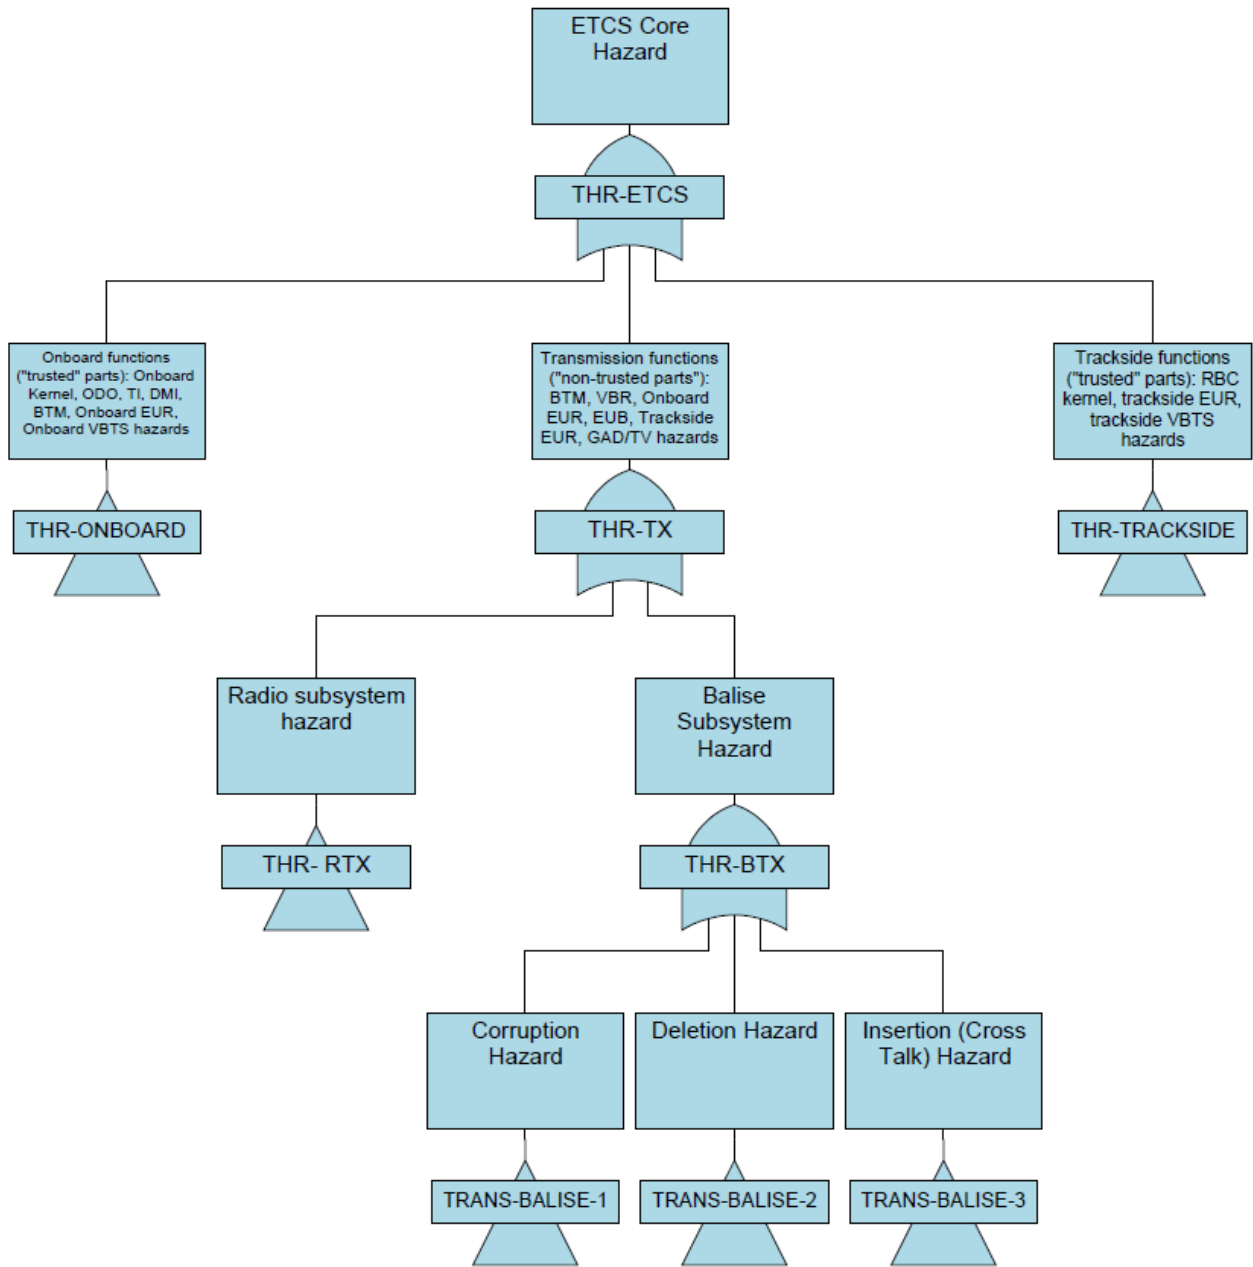 ETCS Core
Hazard
THR-ETCS
Onboard functions
("trusted" parts): Onboard
Kernel, ODO, TI, DMI,
BTM, Onboard EUR,
Onboard VBTS hazards
THR-ONBOARD
Transmission functions
("non-trusted parts"):
BTM, VBR, Onboard
EUR, EUB, Trackside
EUR, GAD/TV hazards
THR-TX
Trackside functions
("trusted" parts): RBC
kernel, trackside EUR,
trackside VBTS
hazards
THR-TRACKSIDE
Radio subsystem
hazard
THR- RTX
Balise
Subsystem
Hazard
THR-BTX
Corruption
Hazard
TRANS-BALISE-1
Deletion Hazard
TRANS-BALISE-2
Insertion (Cross
Talk) Hazard
TRANS-BALISE-3